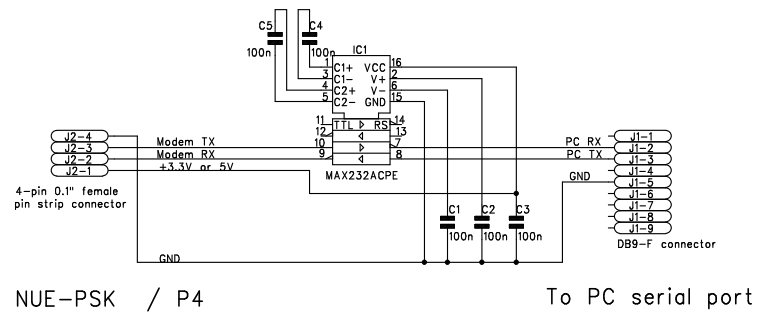 C5
C4
100n
100n
IC1
1 C1+ VCC 16
3 C1- V+ 2
4 C2+ V- 6
5 C2- GND 15
11 TTL RS 14
12 13
10 7
9 8
MAX232ACPE
J2-4
J2-3 Modem TX
J2-2 Modem RX
J2-1 +3.3V or 5V
4-pin 0.1" female
pin strip connector
PC RX
PC TX
GND
J1-1
J1-2
J1-3
J1-4
J1-5
J1-6
J1-7
J1-8
J1-9
DB9-F connector
C1 C2 C3
100n 100n 100n
GND
NUE-PSK / P4
To PC serial port